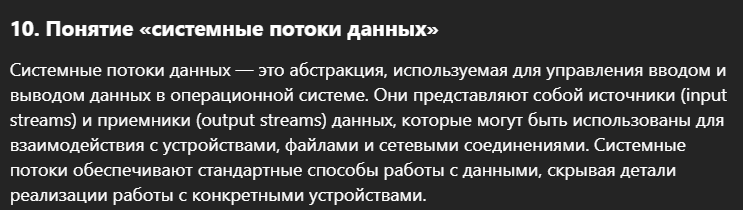 10. Понятие «системные потоки данных»
Системные потоки данных — это абстракция, используемая для управления вводом и
выводом данных в операционной системе. Они представляют собой источники (input
streams) и приемники (output streams) данных, которые могут быть использованы для
взаимодействия с устройствами, файлами и сетевыми соединениями. Системные
потоки обеспечивают стандартные способы работы с данными, скрывая детали
реализации работы с конкретными устройствами.